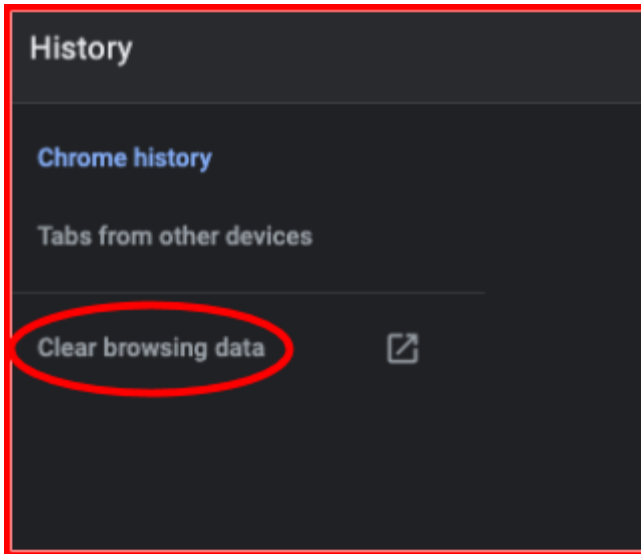 History
Chrome history
Tabs from other devices
Clear browsing data